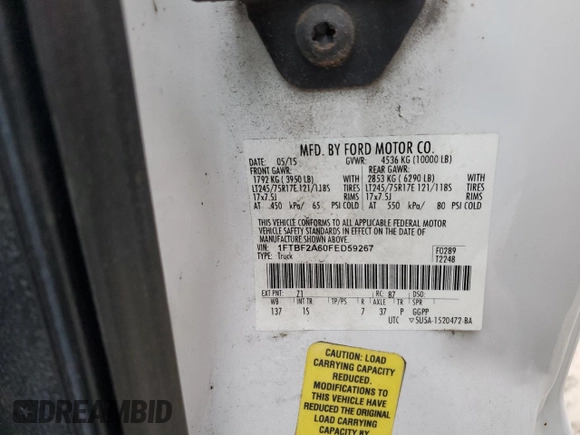 MFD. BY FORD MOTOR CO.
DATE: 05/15 GVWR: 4536 KG (10000 LB)
FRONT GAWR: REAR GAWR:
1792 KG ( 3950 LB) 2853 KG ( 6290 LB)
LT245/75R17E 121/118S TIRES LT245/75R17E 121/118S TIRES
17x7.5J RIMS 17x7.5J RIMS
AT 450 kPa/ 65 PSI COLD AT 550 kPa/ 80 PSI COLD
THIS VEHICLE CONFORMS TO ALL APPLICABLE FEDERAL MOTOR
VEHICLE SAFETY STANDARDS IN EFFECT ON THE DATE OF
MANUFACTURE SHOWN ABOVE.
VIN: 1FTBF2A60FED59267 F0289
TYPE: Truck T2248
EXT PNT: Z1 RC: 87 DSO:
WB INT TR TP/PS R AXLE TR SPR
137 1S 7 37 P GGPP
UTC ▽5U5A-1520472-BA
CAUTION: LOAD
CARRYING CAPACITY
REDUCED.
MODIFICATIONS TO
THIS VEHICLE HAVE
REDUCED THE ORIGINAL
LOAD CARRYING CAPACITY
DREAMBID